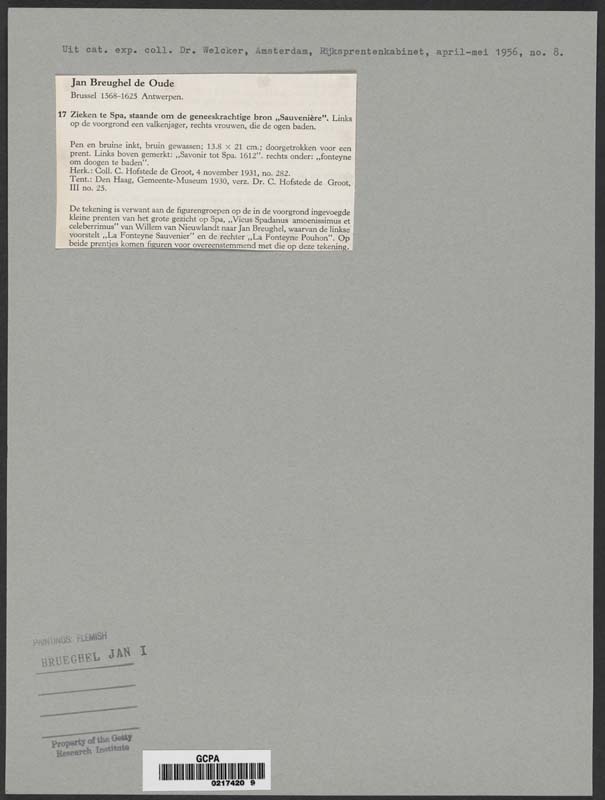 Uit cat. exp. coll. Dr. Welcker, Amsterdam, Rijksprentenkabinet, april-mei 1956, no. 8.
Jan Breughel de Oude
Brussel 1568–1625 Antwerpen.
17 Zieken te Spa, staande om de geneeskrachtige bron „Sauvenière”. Links
op de voorgrond een valkenjager, rechts vrouwen, die de ogen baden.
Pen en bruine inkt, bruin gewassen; 13.8 × 21 cm.; doorgetrokken voor een
prent. Links boven gemerkt: „Savonir tot Spa. 1612”. rechts onder: „fonteyne
om doogen te baden”.
Herk.: Coll. C. Hofstede de Groot, 4 november 1931, no. 282.
Tent.: Den Haag, Gemeente-Museum 1930, verz. Dr. C. Hofstede de Groot,
III no. 25.
De tekening is verwant aan de figurengroepen op de in de voorgrond ingevoegde
kleine prenten van het grote gezicht op Spa, „Vicus Spadanus amoenissimus et
celeberrimus” van Willem van Nieuwlandt naar Jan Breughel, waarvan de linkse
voorstelt „La Fonteyne Sauvenier” en de rechter „La Fonteyne Pouhon”. Op
beide prentjes komen figuren voor overeenstemmend met die op deze tekening.
PAINTINGS: FLEMISH
BRUEGHEL JAN I
Property of the Getty
Research Institute
GCPA
0217420 9